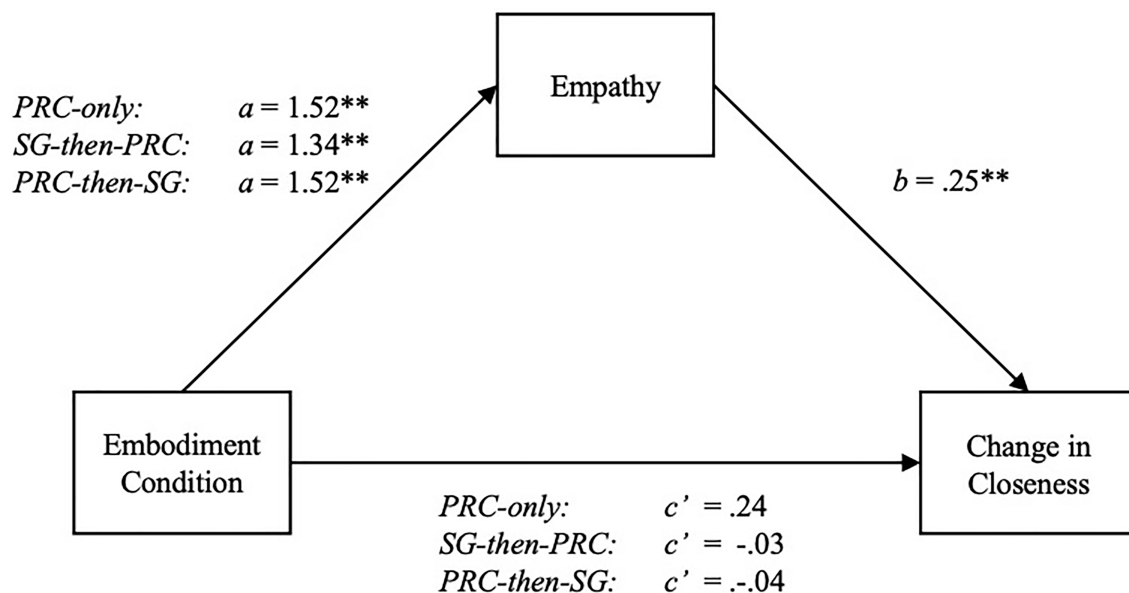 Empathy
PRC-only: a = 1.52**
SG-then-PRC: a = 1.34**
PRC-then-SG: a = 1.52**
b = .25**
Embodiment
Condition
Change in
Closeness
PRC-only: c’ = .24
SG-then-PRC: c’ = -.03
PRC-then-SG: c’ = .-.04